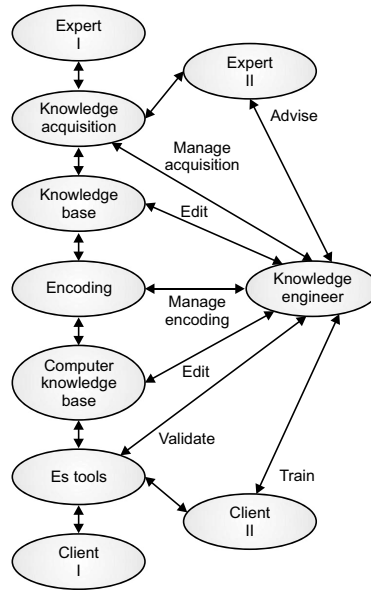 Expert
I
Expert
II
Knowledge
acquisition
Advise
Manage
acquisition
Knowledge
base
Edit
Encoding
Manage
encoding
Knowledge
engineer
Computer
knowledge
base
Edit
Validate
Es tools
Train
Client
II
Client
I